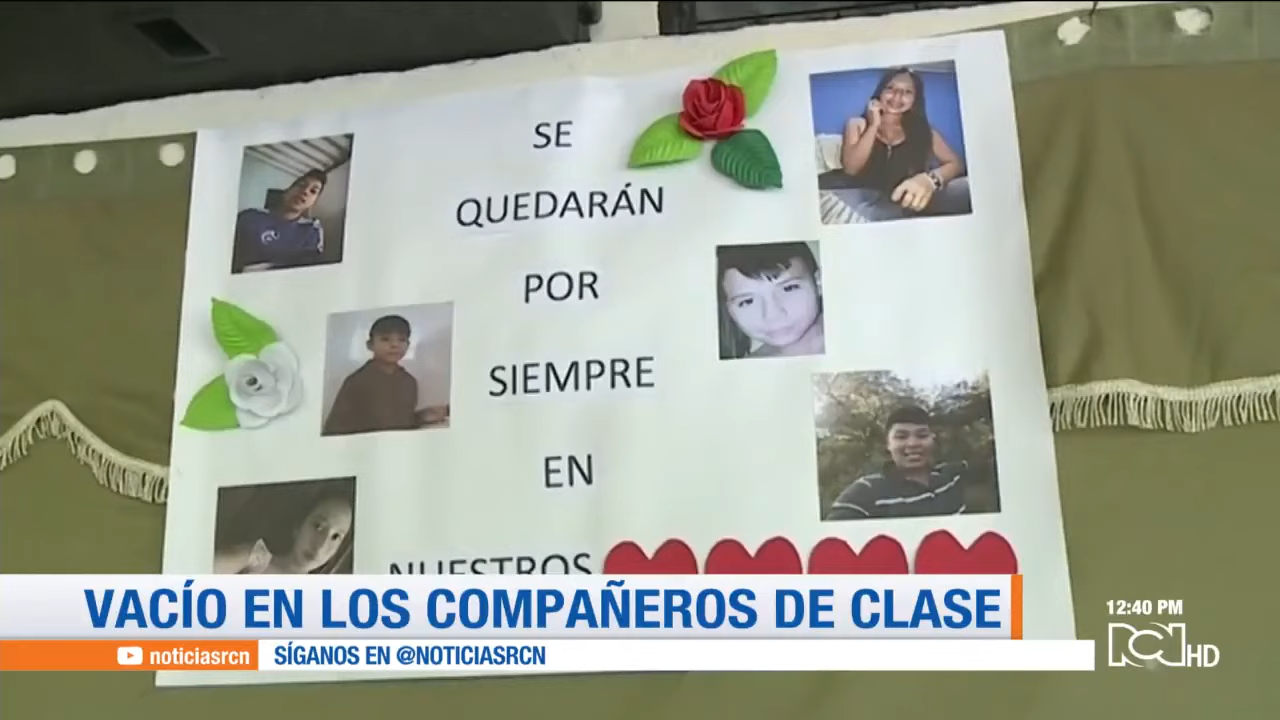 SE
QUEDARÁN
POR
SIEMPRE
EN
NUESTROS
VACÍO EN LOS COMPAÑEROS DE CLASE
noticiasrcn SÍGANOS EN @NOTICIASRCN
12:40 PM
RCN HD